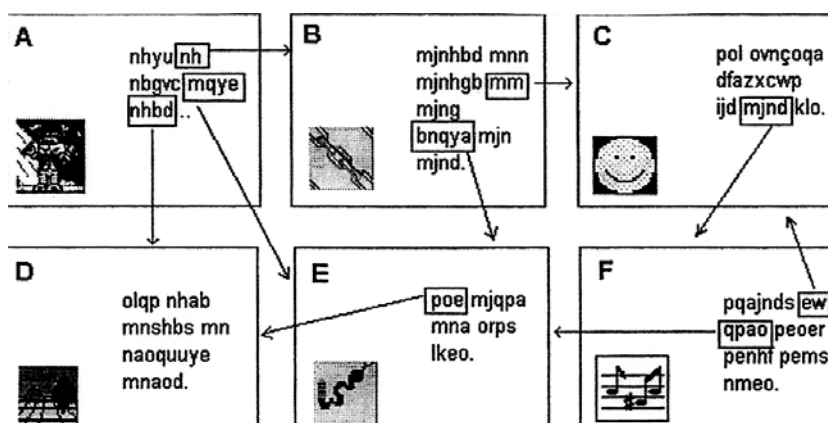 A
nhyu nh
nbgvc mqye
nhbd ..
B
mjnhbd mnn
mjnhgb mm
mjng
bnqya mjn
mjnd.
C
pol ovnçoqa
dfazxcwp
ijd mjnd klo.
D
olqp nhab
mnshbs mn
naoquuye
mnaod.
E
poe mjqpa
mna orps
lkeo.
F
pqajnds ew
qpao peoer
penhf pems
nmeo.